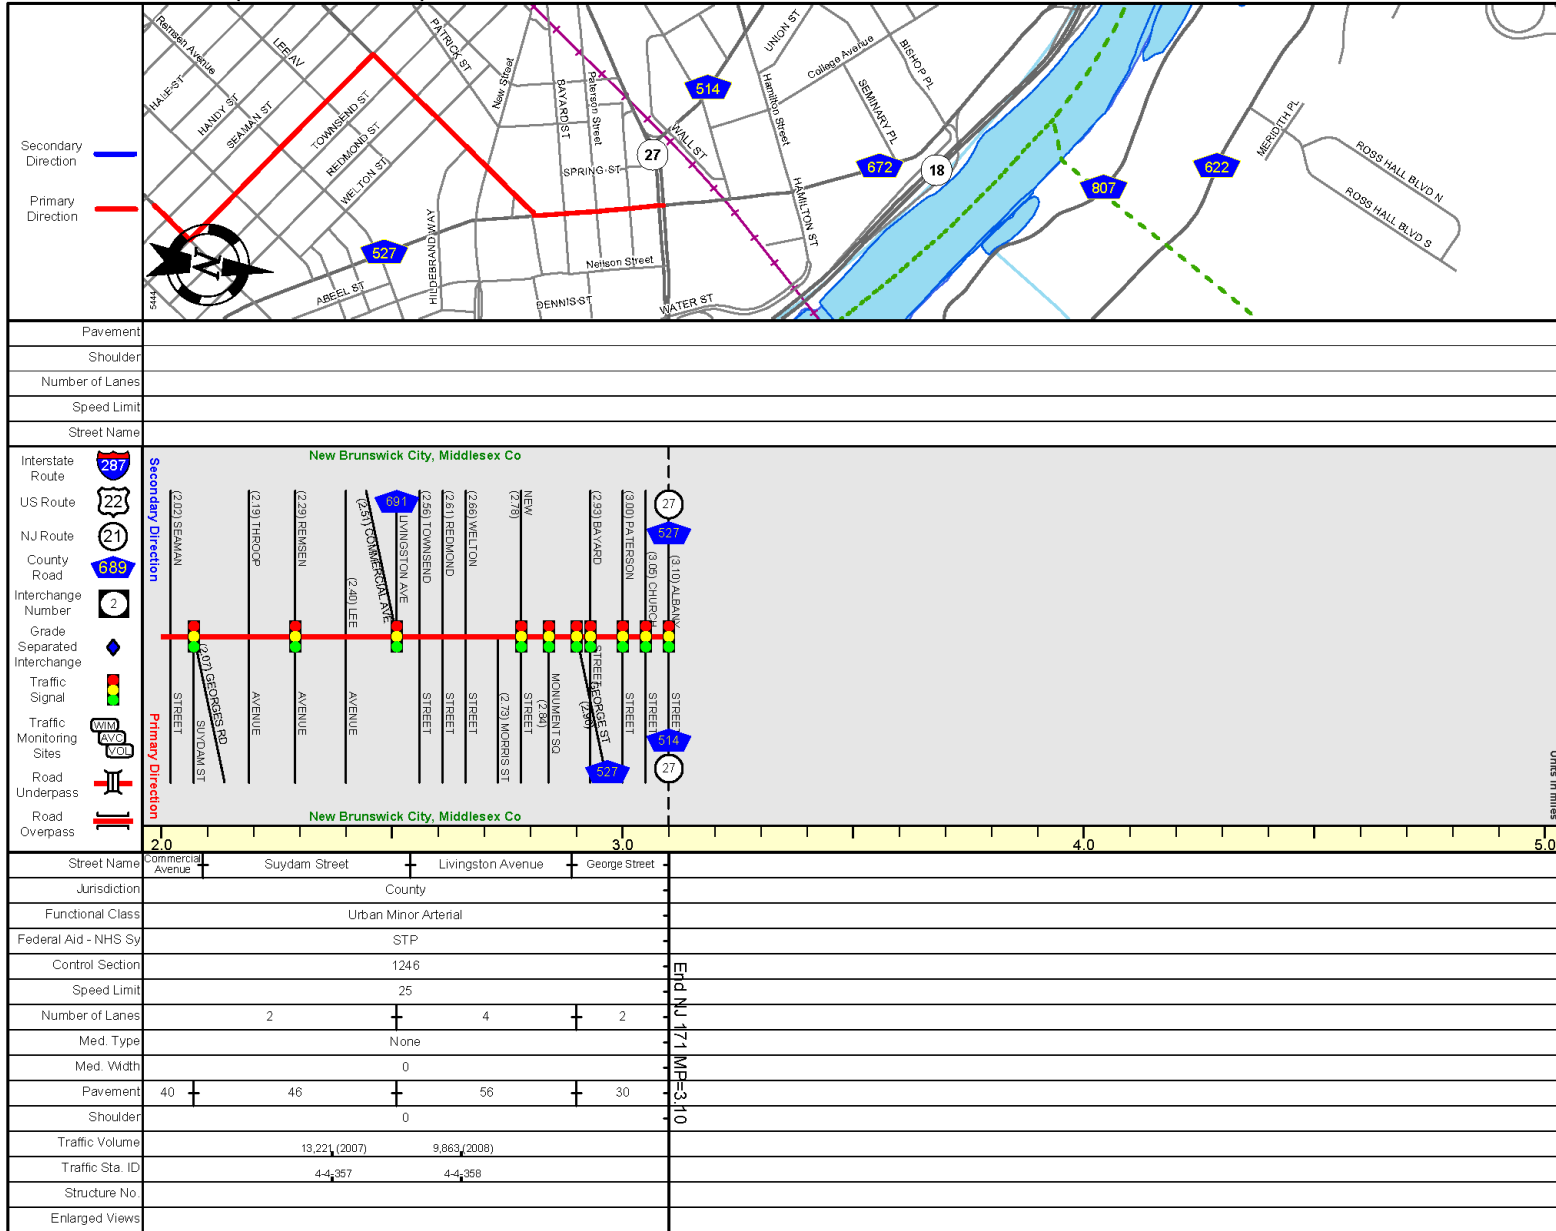 Secondary
Direction
Primary
Direction
Remsen Avenue
HALE ST
HANDY ST
SEAMAN ST
LEE AV
TOWNSEND ST
REDMOND ST
WELTON ST
PATRICK ST
New Street
BAYARD ST
Paterson Street
SPRING ST
WALL ST
27
514
UNION ST
Hamilton Street
College Avenue
BISHOP PL
SEMINARY PL
672
18
HAMILTON ST
527
HILDEBRAND WAY
ABEEL ST
Neilson Street
DENNIS ST
WATER ST
807
622
MERIDITH PL
ROSS HALL BLVD N
ROSS HALL BLVD S
N
Pavement
Shoulder
Number of Lanes
Speed Limit
Street Name
Interstate
Route
287
US Route
22
NJ Route
21
County
Road
689
Interchange
Number
2
Grade
Separated
Interchange
Traffic
Signal
Traffic
Monitoring
Sites
WIM
AVC
VOL
Road
Underpass
Road
Overpass
Secondary Direction
Primary Direction
New Brunswick City, Middlesex Co
(2.02) SEAMAN
STREET
(2.07) GEORGES RD
SUYDAM ST
(2.19) THROOP
AVENUE
(2.29) REMSEN
AVENUE
(2.40) LEE
AVENUE
(2.51) COMMERCIAL AVE
691
LIVINGSTON AVE
(2.56) TOWNSEND
STREET
(2.61) REDMOND
STREET
(2.66) WELTON
STREET
(2.73) MORRIS ST
NEW
(2.78)
STREET
MONUMENT SQ
(2.84)
GEORGE ST
(2.90)
527
(2.93) BAYARD
STREET
(3.00) PATERSON
STREET
(3.05) CHURCH
STREET
27
527
(3.10) ALBANY
STREET
514
27
New Brunswick City, Middlesex Co
Units in miles
2.0 3.0 4.0 5.0
Street Name Commercial Avenue Suydam Street Livingston Avenue George Street
Jurisdiction County
Functional Class Urban Minor Arterial
Federal Aid - NHS Sy STP
Control Section 1246
Speed Limit 25
Number of Lanes 2 4 2
Med. Type None
Med. Width 0
Pavement 40 46 56 30
Shoulder 0
Traffic Volume 13,221 (2007) 9,863 (2008)
Traffic Sta. ID 4-4-357 4-4-358
Structure No.
Enlarged Views
End NJ 171 MP=3.10